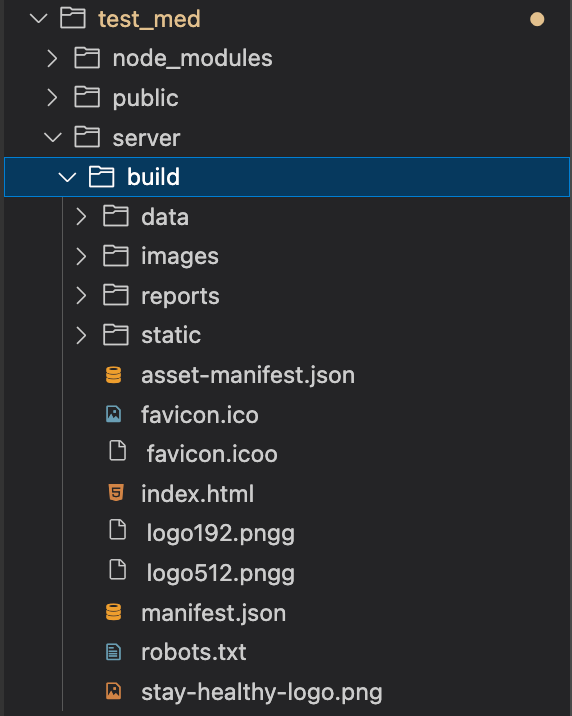 test_med
node_modules
public
server
build
data
images
reports
static
asset-manifest.json
favicon.ico
favicon.icoo
index.html
logo192.pngg
logo512.pngg
manifest.json
robots.txt
stay-healthy-logo.png